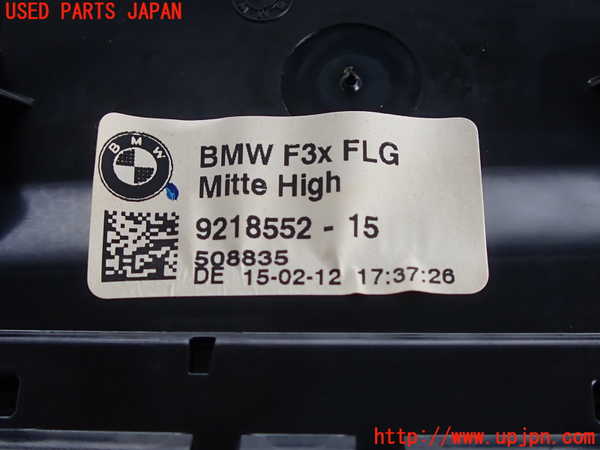 USED PARTS JAPAN
BMW
BMW F3x FLG
Mitte High
9218552 - 15
508835
DE 15-02-12 17:37:26
http://
www.upjpn.com/